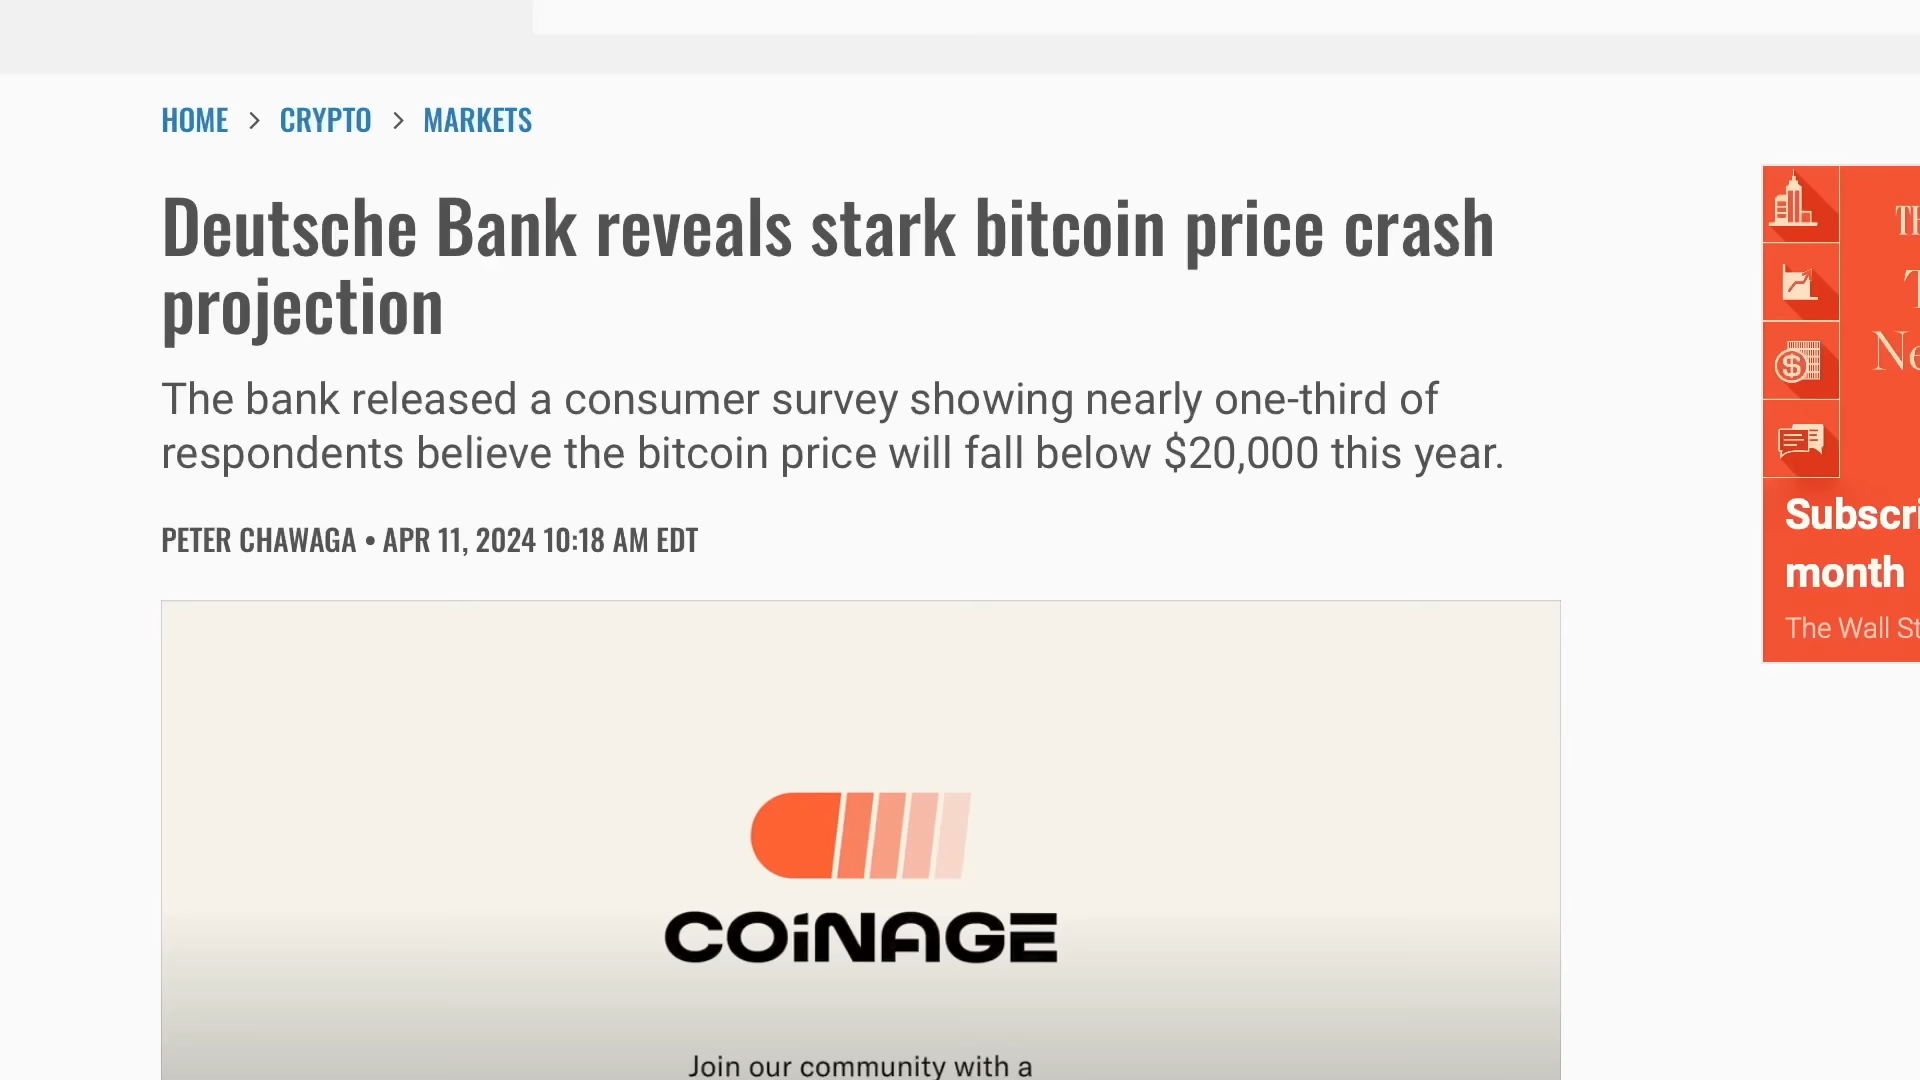 HOME > CRYPTO > MARKETS
Deutsche Bank reveals stark bitcoin price crash
projection
The bank released a consumer survey showing nearly one-third of
respondents believe the bitcoin price will fall below $20,000 this year.
PETER CHAWAGA • APR 11, 2024 10:18 AM EDT
COiNAGE
Join our community with a
month
The Wall